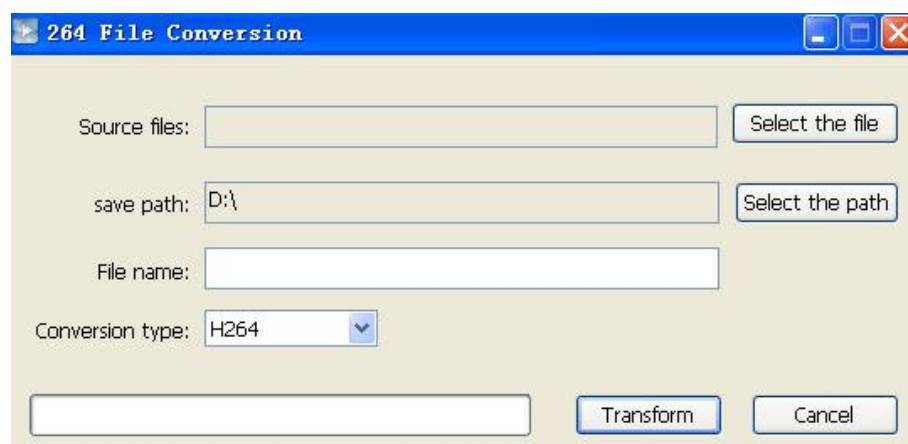 264 File Conversion
Source files:
Select the file
save path: D:\
Select the path
File name:
Conversion type: H264
Transform
Cancel